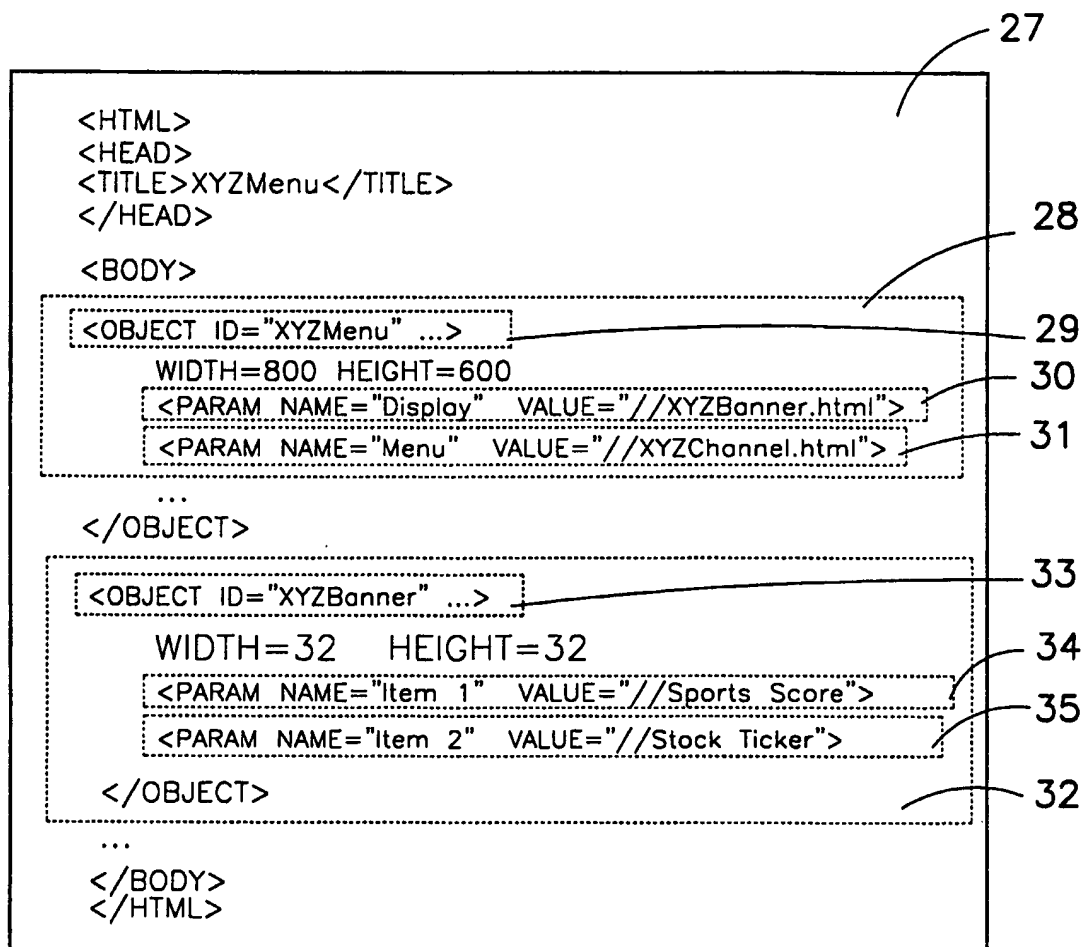 27
<HTML>
<HEAD>
<TITLE>XYZMenu</TITLE>
</HEAD>
28
<BODY>
<OBJECT ID="XYZMenu" ...>
29
WIDTH=800 HEIGHT=600
30
<PARAM NAME="Display" VALUE="//XYZBanner.html">
31
<PARAM NAME="Menu" VALUE="//XYZChannel.html">
...
</OBJECT>
33
<OBJECT ID="XYZBanner" ...>
WIDTH=32 HEIGHT=32
34
<PARAM NAME="Item 1" VALUE="//Sports Score">
35
<PARAM NAME="Item 2" VALUE="//Stock Ticker">
</OBJECT>
32
...
</BODY>
</HTML>